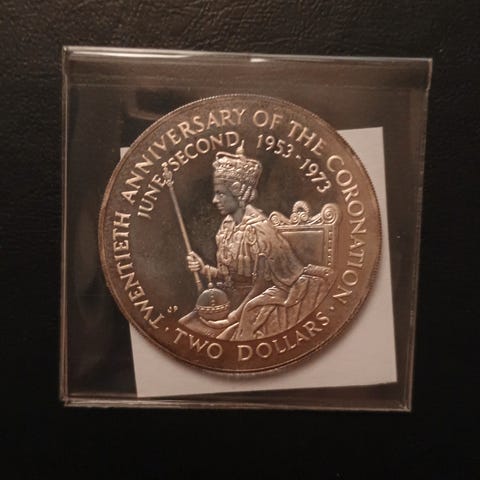 TWENTIETH ANNIVERSARY OF THE CORONATION
JUNE SECOND 1953 · 1973
· TWO DOLLARS ·